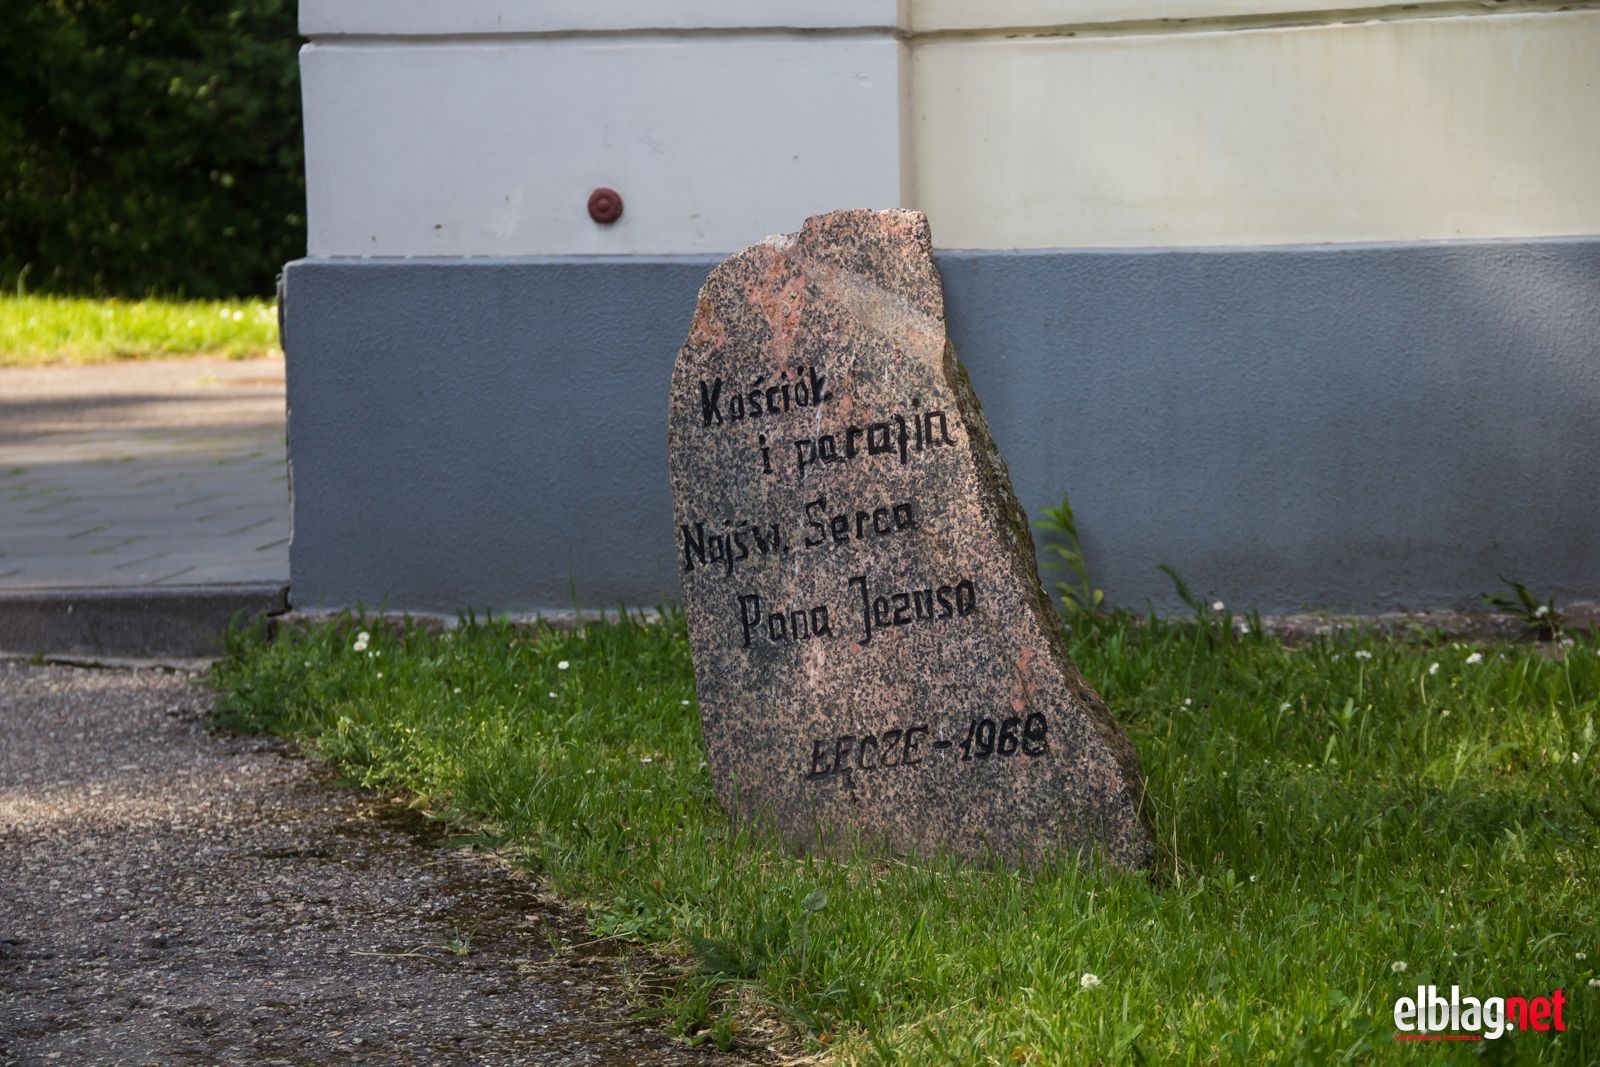 Kościół
i parafia
Najśw. Serca
Pana Jezusa
ŁĘCZE - 1968
elblag.net